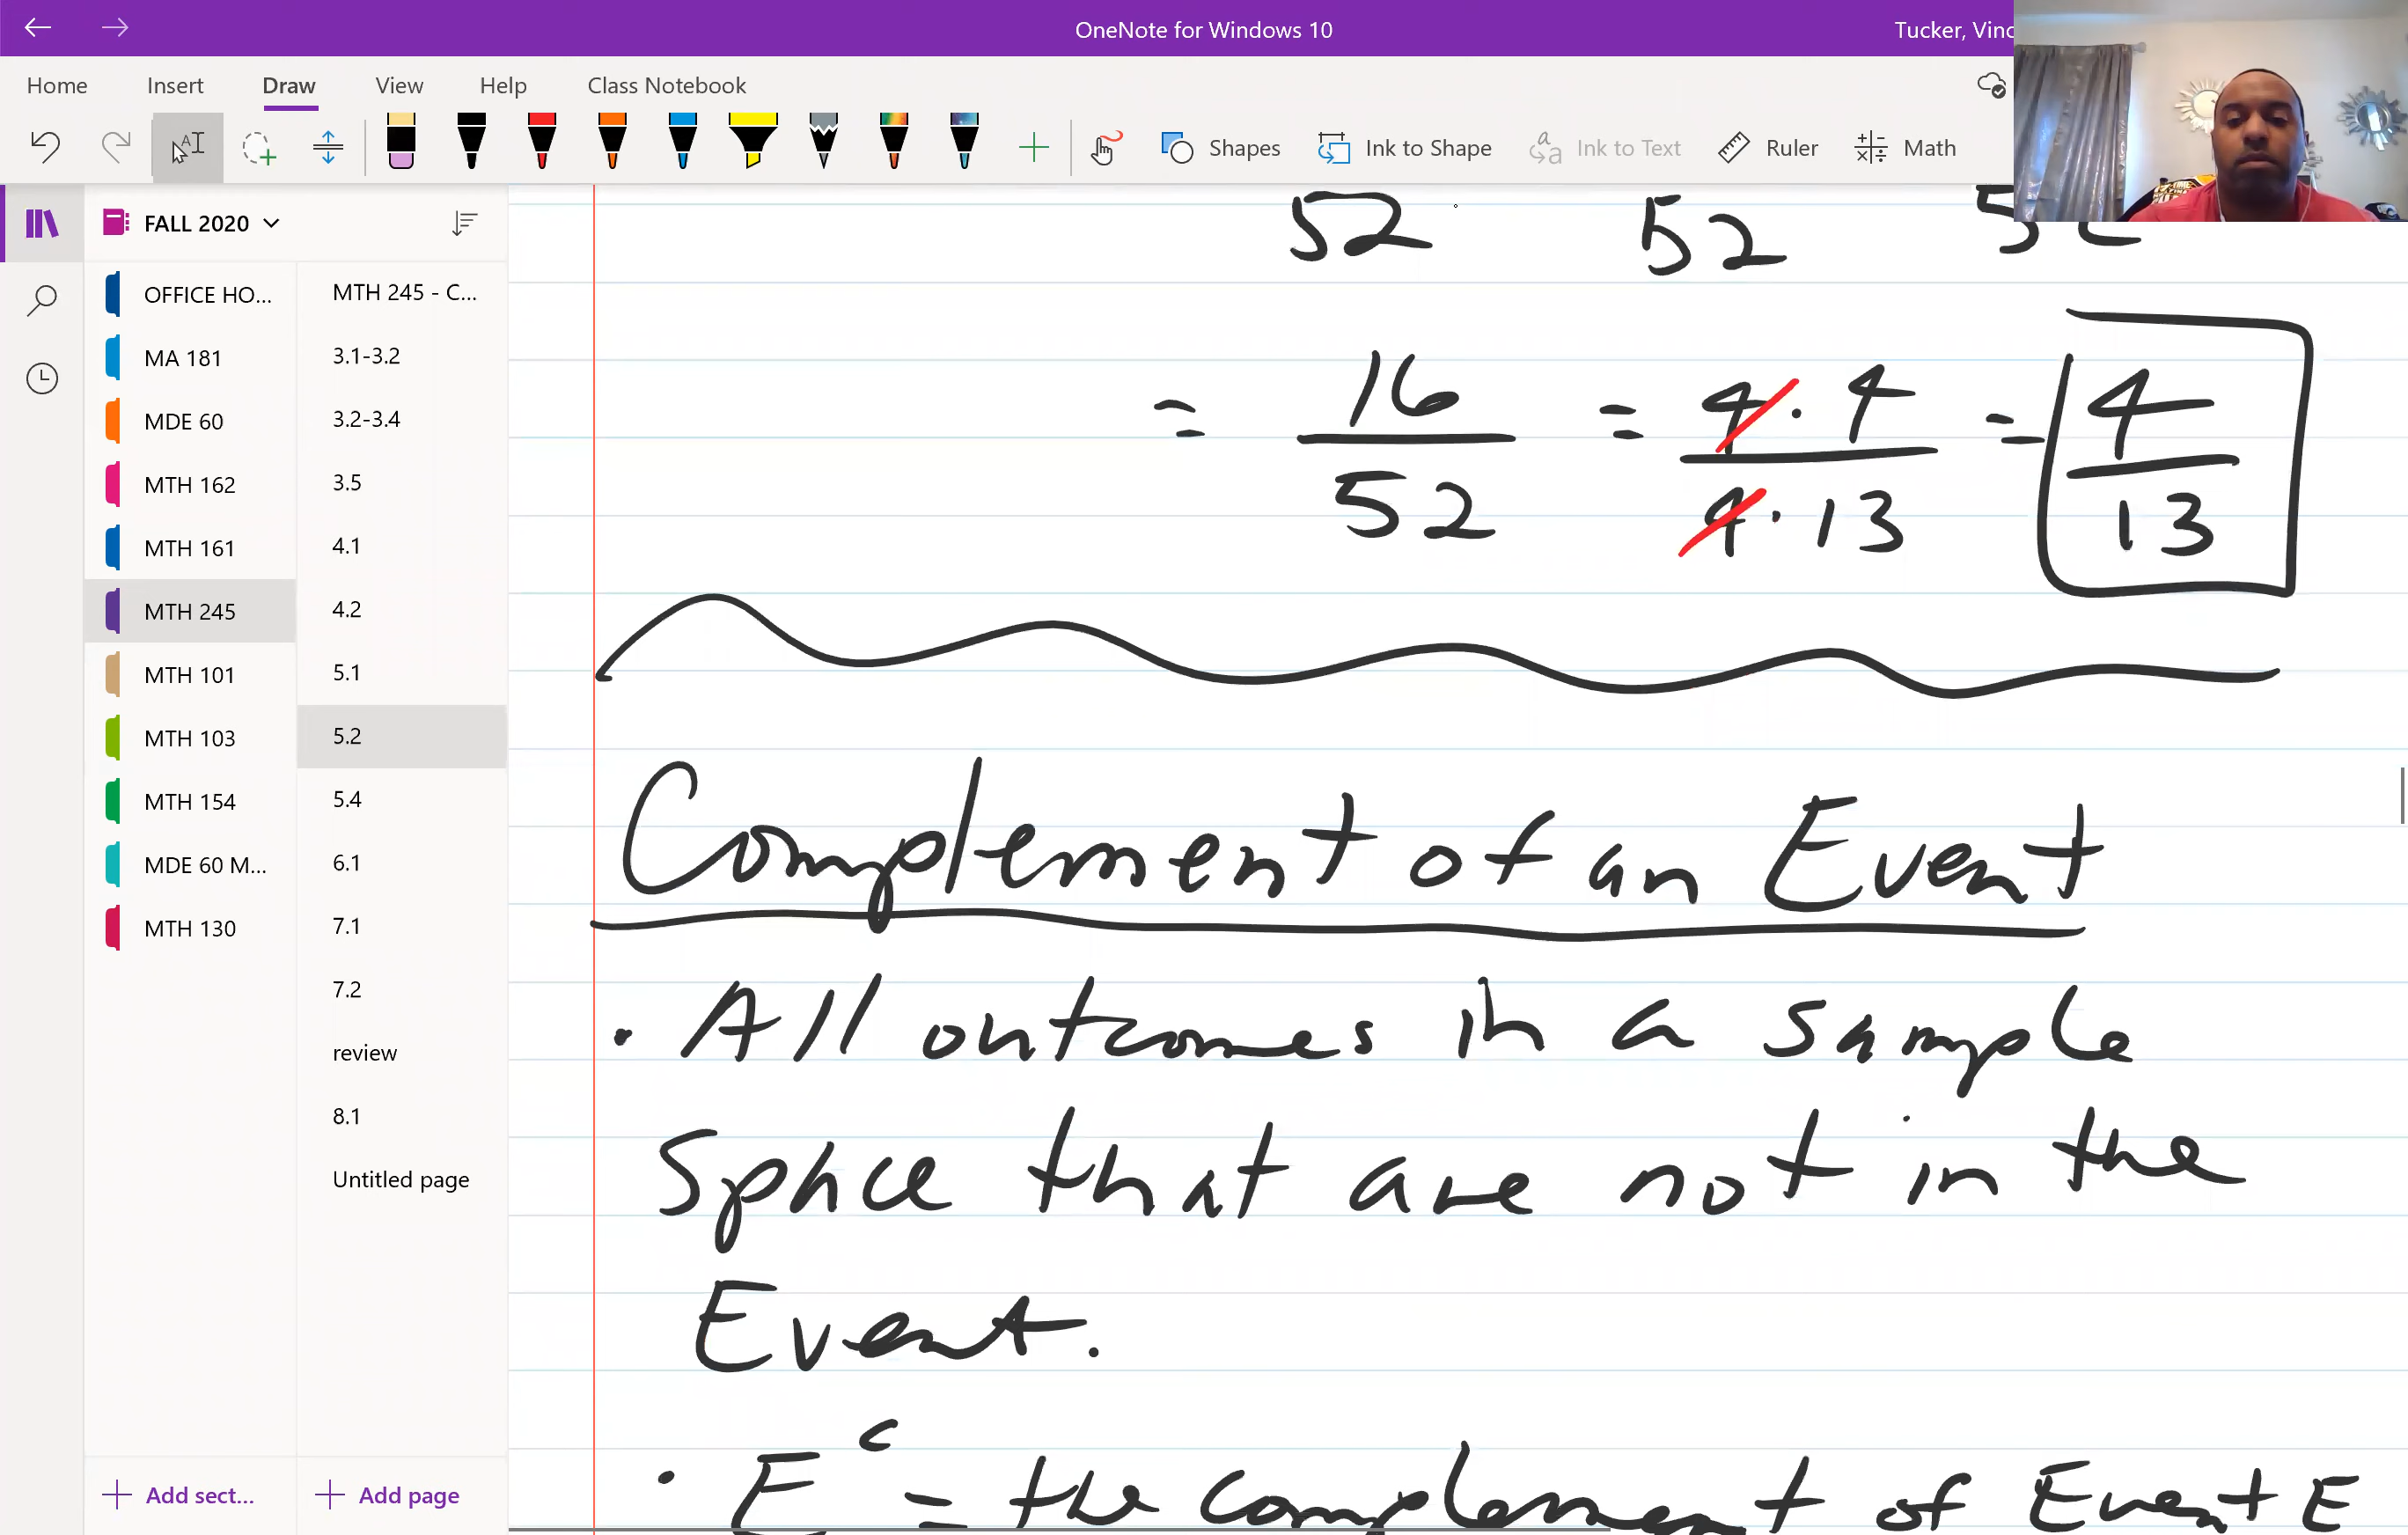 OneNote for Windows 10
Tucker, Vinc
Home Insert Draw View Help Class Notebook
Shapes Ink to Shape Ink to Text Ruler Math
FALL 2020
OFFICE HO...
MA 181
MDE 60
MTH 162
MTH 161
MTH 245
MTH 101
MTH 103
MTH 154
MDE 60 M...
MTH 130
Add sect...
MTH 245 - C...
3.1-3.2
3.2-3.4
3.5
4.1
4.2
5.1
5.2
5.4
6.1
7.1
7.2
review
8.1
Untitled page
Add page
52 52 52
= 16/52 = 4·4/4·13 = 4/13
Complement of an Event
· All outcomes in a sample
Space that are not in the
Event.
· E^c = the complement of Event E